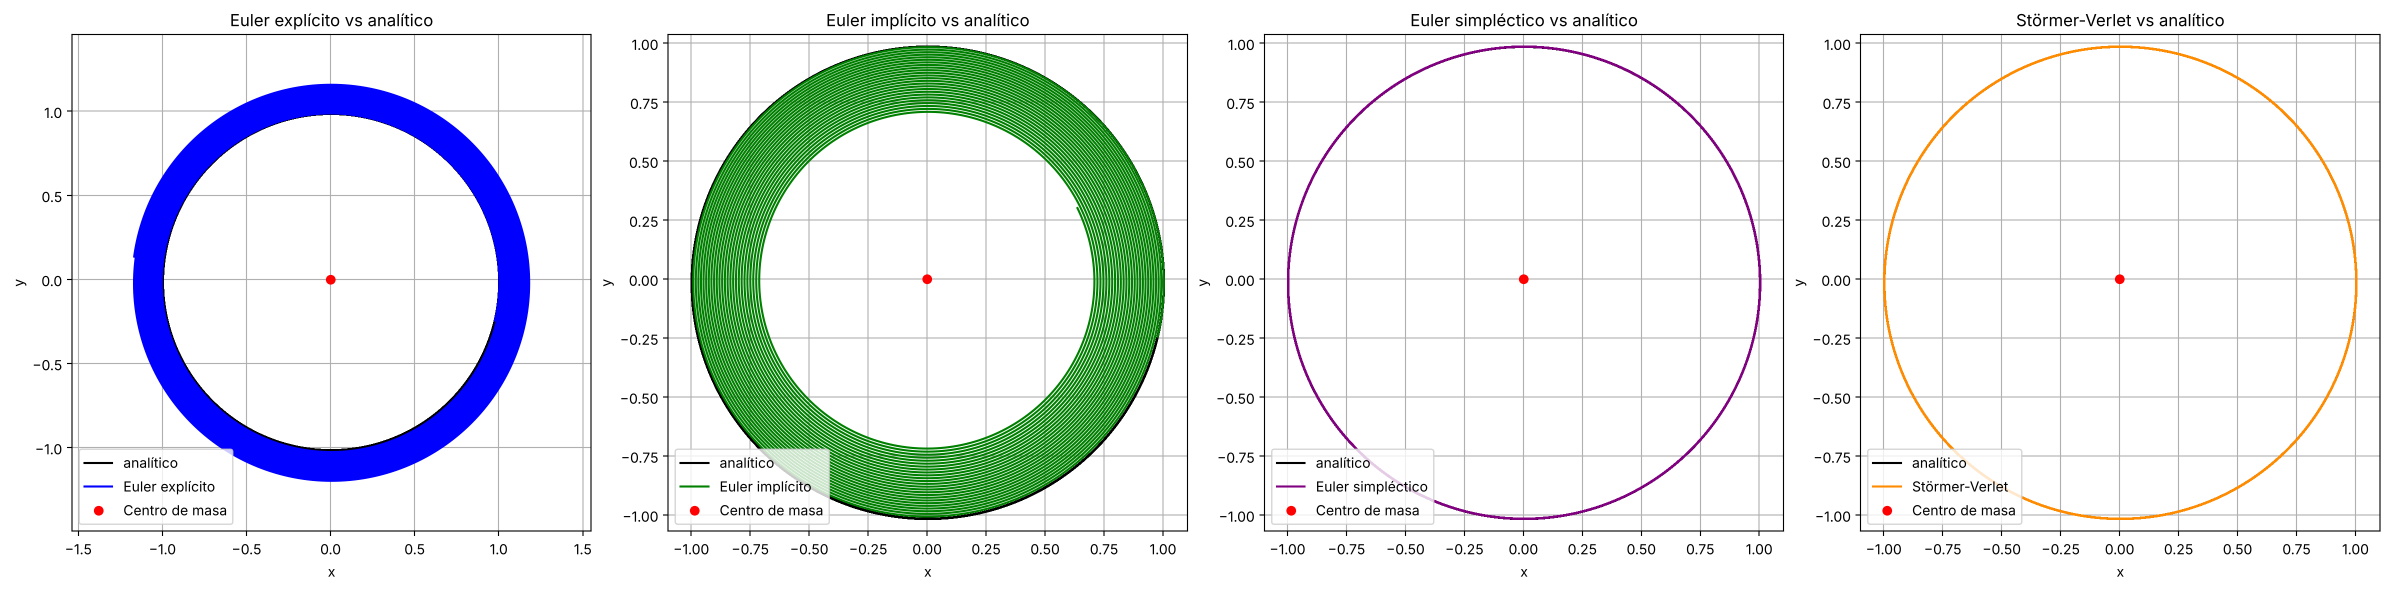 Euler explícito vs analítico
1.0
0.5
0.0
−0.5
−1.0
y
−1.5 −1.0 −0.5 0.0 0.5 1.0 1.5
x
analítico
Euler explícito
Centro de masa
Euler implícito vs analítico
1.00
0.75
0.50
0.25
0.00
−0.25
−0.50
−0.75
−1.00
y
−1.00 −0.75 −0.50 −0.25 0.00 0.25 0.50 0.75 1.00
x
analítico
Euler implícito
Centro de masa
Euler simpléctico vs analítico
1.00
0.75
0.50
0.25
0.00
−0.25
−0.50
−0.75
−1.00
y
−1.00 −0.75 −0.50 −0.25 0.00 0.25 0.50 0.75 1.00
x
analítico
Euler simpléctico
Centro de masa
Störmer-Verlet vs analítico
1.00
0.75
0.50
0.25
0.00
−0.25
−0.50
−0.75
−1.00
y
−1.00 −0.75 −0.50 −0.25 0.00 0.25 0.50 0.75 1.00
x
analítico
Störmer-Verlet
Centro de masa